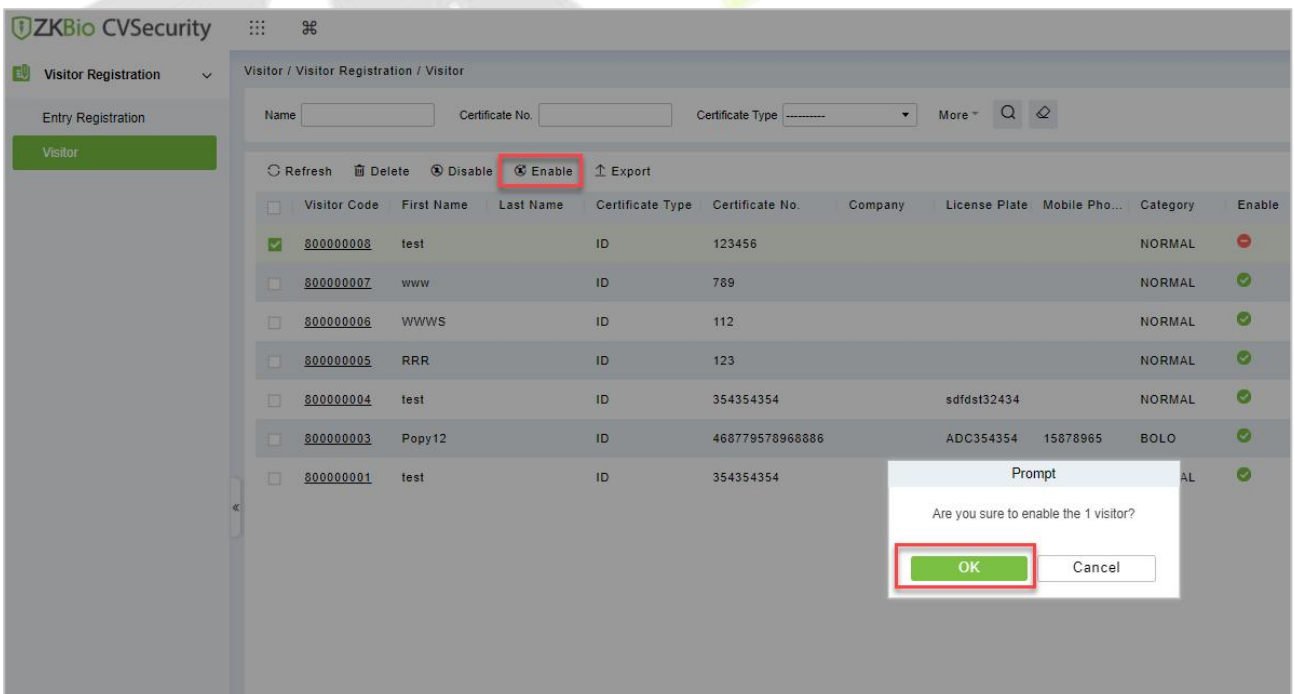 ZKBio CVSecurity
Visitor Registration
Entry Registration
Visitor
Visitor / Visitor Registration / Visitor
Name Certificate No. Certificate Type ---------- More
Refresh Delete Disable Enable Export
Visitor Code First Name Last Name Certificate Type Certificate No. Company License Plate Mobile Pho... Category Enable
800000008 test ID 123456 NORMAL
800000007 www ID 789 NORMAL
800000006 WWWS ID 112 NORMAL
800000005 RRR ID 123 NORMAL
800000004 test ID 354354354 sdfdst32434 NORMAL
800000003 Popy12 ID 468779578968886 ADC354354 15878965 BOLO
800000001 test ID 354354354 AL
Prompt
Are you sure to enable the 1 visitor?
OK Cancel